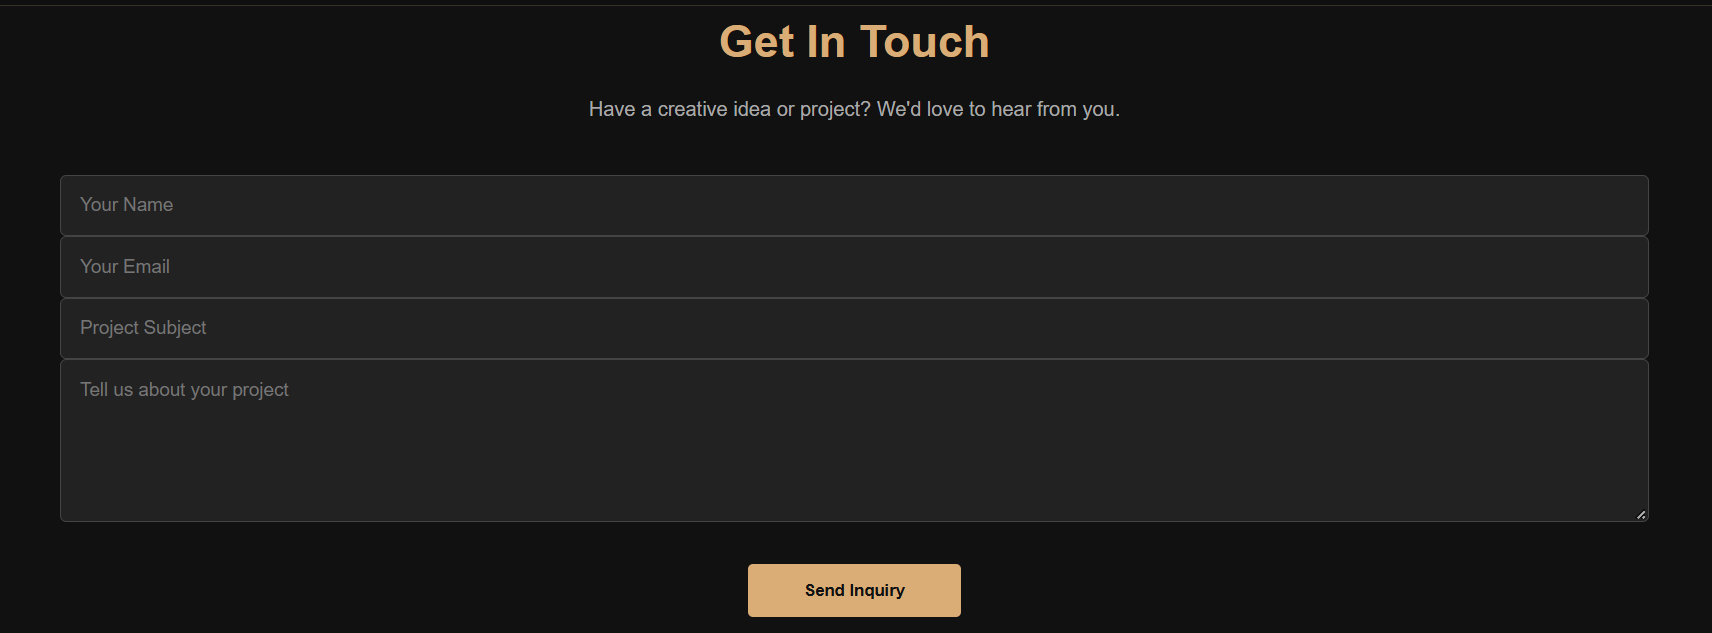 Get In Touch
Have a creative idea or project? We'd love to hear from you.
Your Name
Your Email
Project Subject
Tell us about your project
Send Inquiry